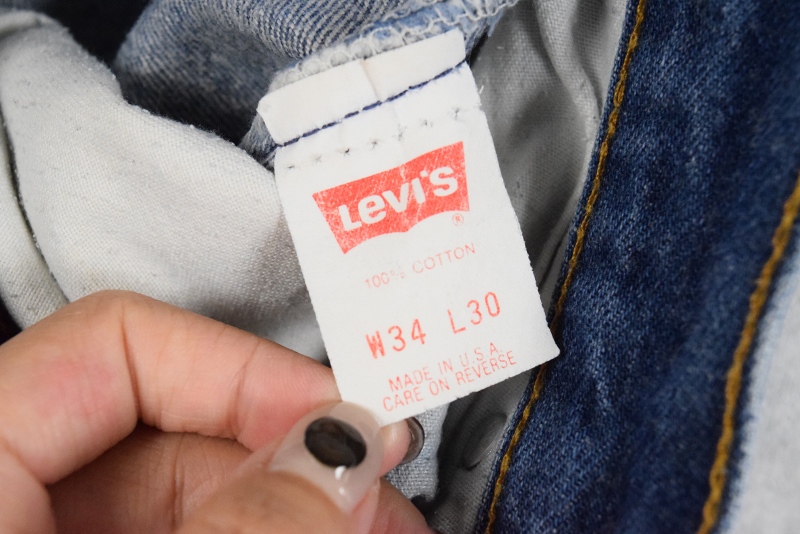 Levi's
®
100% COTTON
W34 L30
MADE IN U.S.A.
CARE ON REVERSE